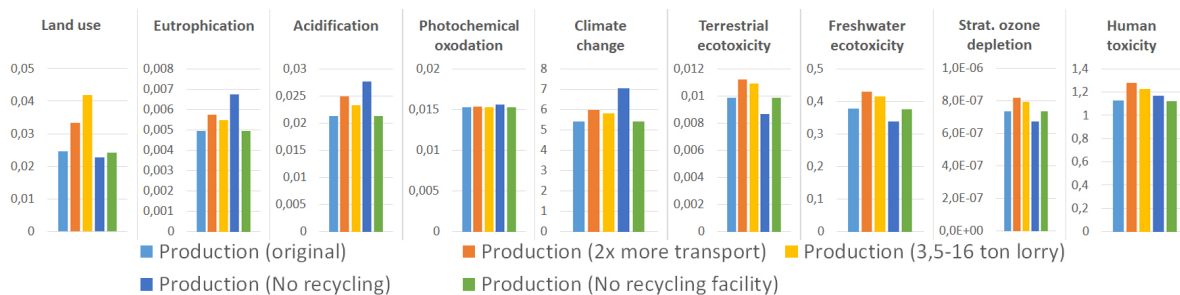 Land use
0,05
0,04
0,03
0,02
0,01
0
Eutrophication
0,008
0,007
0,006
0,005
0,004
0,003
0,002
0,001
0
Acidification
0,03
0,025
0,02
0,015
0,01
0,005
0
Photochemical
oxodation
0,02
0,015
0,01
0,005
0
Climate
change
8
7
6
5
4
3
2
1
0
Terrestrial
ecotoxicity
0,012
0,01
0,008
0,006
0,004
0,002
0
Freshwater
ecotoxicity
0,5
0,4
0,3
0,2
0,1
0
Strat. ozone
depletion
1,0E-06
8,0E-07
6,0E-07
4,0E-07
2,0E-07
0,0E+00
Human
toxicity
1,4
1,2
1
0,8
0,6
0,4
0,2
0
Production (original)
Production (2x more transport)
Production (3,5-16 ton lorry)
Production (No recycling)
Production (No recycling facility)